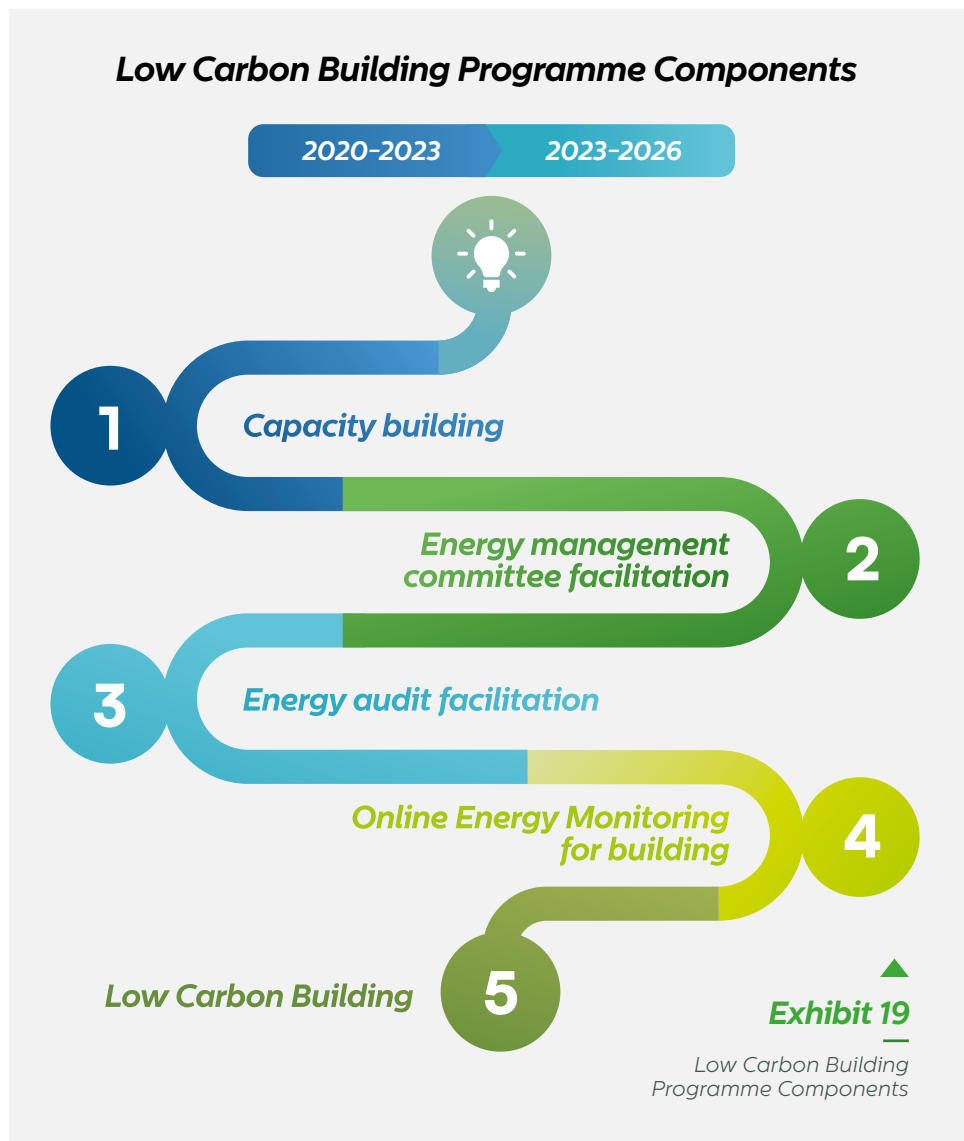 Low Carbon Building Programme Components
2020-2023
2023-2026
1
Capacity building
Energy management
committee facilitation
2
3
Energy audit facilitation
Online Energy Monitoring
for building
4
Low Carbon Building
5
Exhibit 19
Low Carbon Building
Programme Components